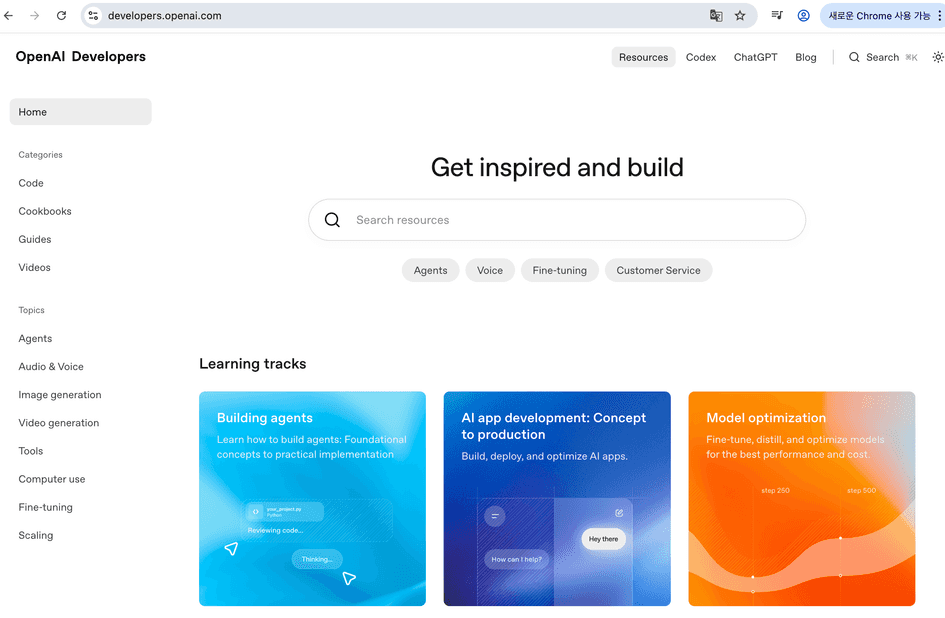 developers.openai.com
새로운 Chrome 사용 가능
OpenAI Developers
Resources
Codex
ChatGPT
Blog
Search ⌘K
Home
Categories
Code
Cookbooks
Guides
Videos
Topics
Agents
Audio & Voice
Image generation
Video generation
Tools
Computer use
Fine-tuning
Scaling
Get inspired and build
Search resources
Agents
Voice
Fine-tuning
Customer Service
Learning tracks
Building agents
Learn how to build agents: Foundational
concepts to practical implementation
your_project.py
Python
Reviewing code...
Thinking...
AI app development: Concept
to production
Build, deploy, and optimize AI apps.
Hey there
How can I help?
Model optimization
Fine-tune, distill, and optimize models
for the best performance and cost.
step 250
step 500